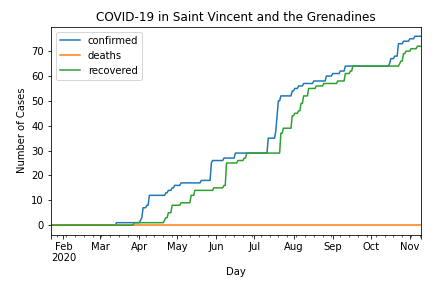 COVID-19 in Saint Vincent and the Grenadines
confirmed
deaths
recovered
Number of Cases
70
60
50
40
30
20
10
0
Feb Mar Apr May Jun Jul Aug Sep Oct Nov
2020
Day